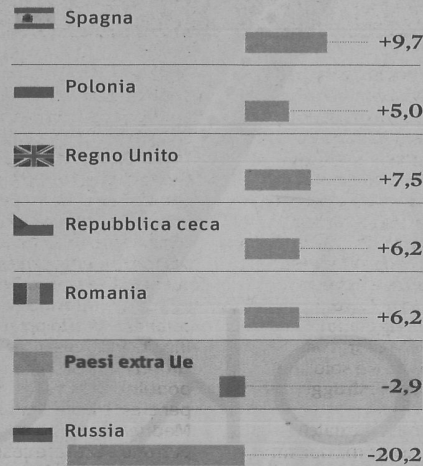 Spagna
+9,7
Polonia
+5,0
Regno Unito
+7,5
Repubblica ceca
+6,2
Romania
+6,2
Paesi extra Ue
-2,9
Russia
-20,2